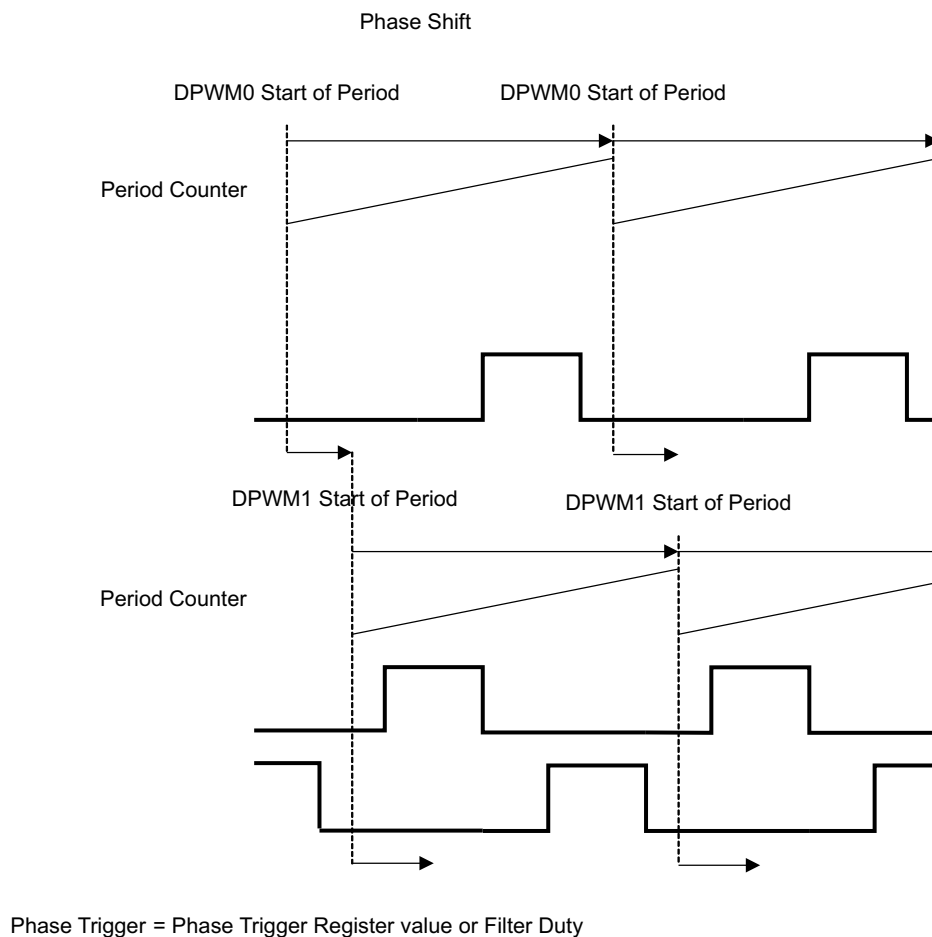 Phase Shift
DPWM0 Start of Period
DPWM0 Start of Period
Period Counter
DPWM1 Start of Period
DPWM1 Start of Period
Period Counter
Phase Trigger = Phase Trigger Register value or Filter Duty